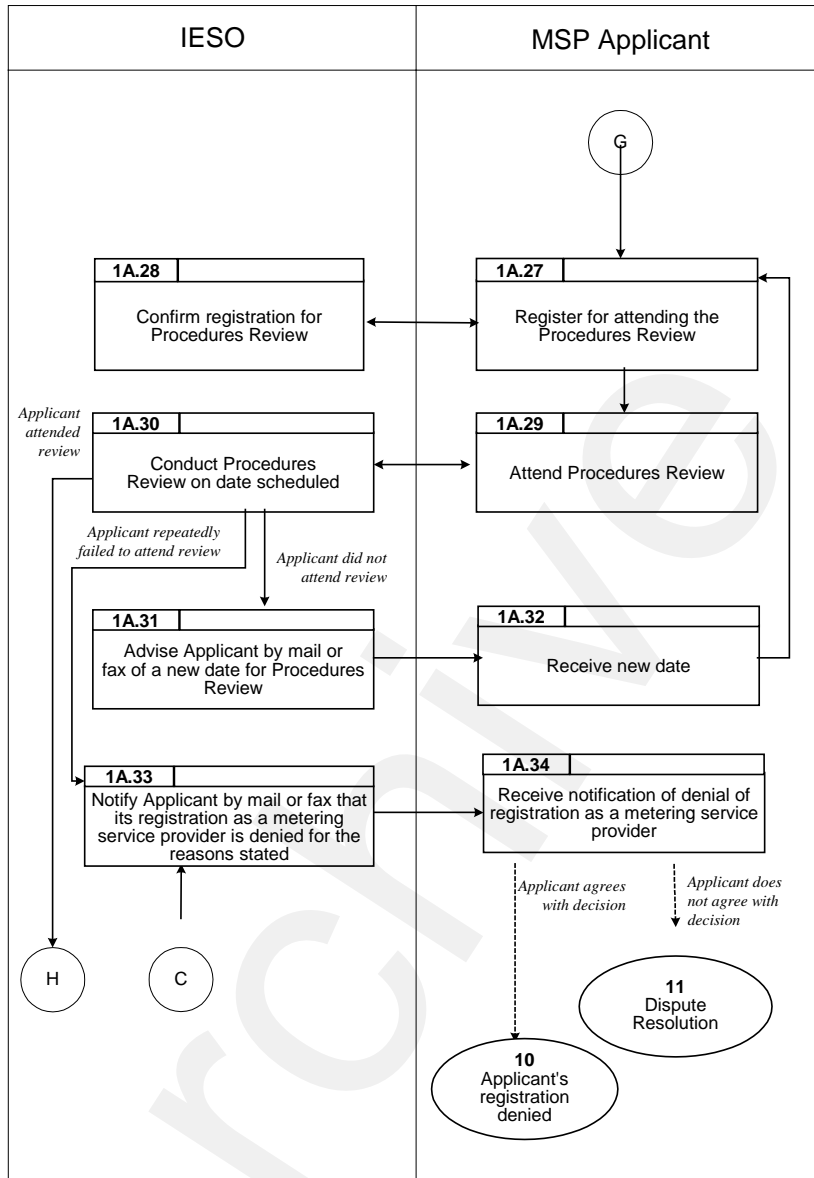 IESO
MSP Applicant
G
1A.28
Confirm registration for
Procedures Review
1A.27
Register for attending the
Procedures Review
Applicant
attended
review
1A.30
Conduct Procedures
Review on date scheduled
1A.29
Attend Procedures Review
Applicant repeatedly
failed to attend review
Applicant did not
attend review
1A.31
Advise Applicant by mail or
fax of a new date for Procedures
Review
1A.32
Receive new date
1A.33
Notify Applicant by mail or fax that
its registration as a metering
service provider is denied for the
reasons stated
1A.34
Receive notification of denial of
registration as a metering service
provider
Applicant agrees
with decision
Applicant does
not agree with
decision
H
C
11
Dispute
Resolution
10
Applicant's
registration
denied
rchive